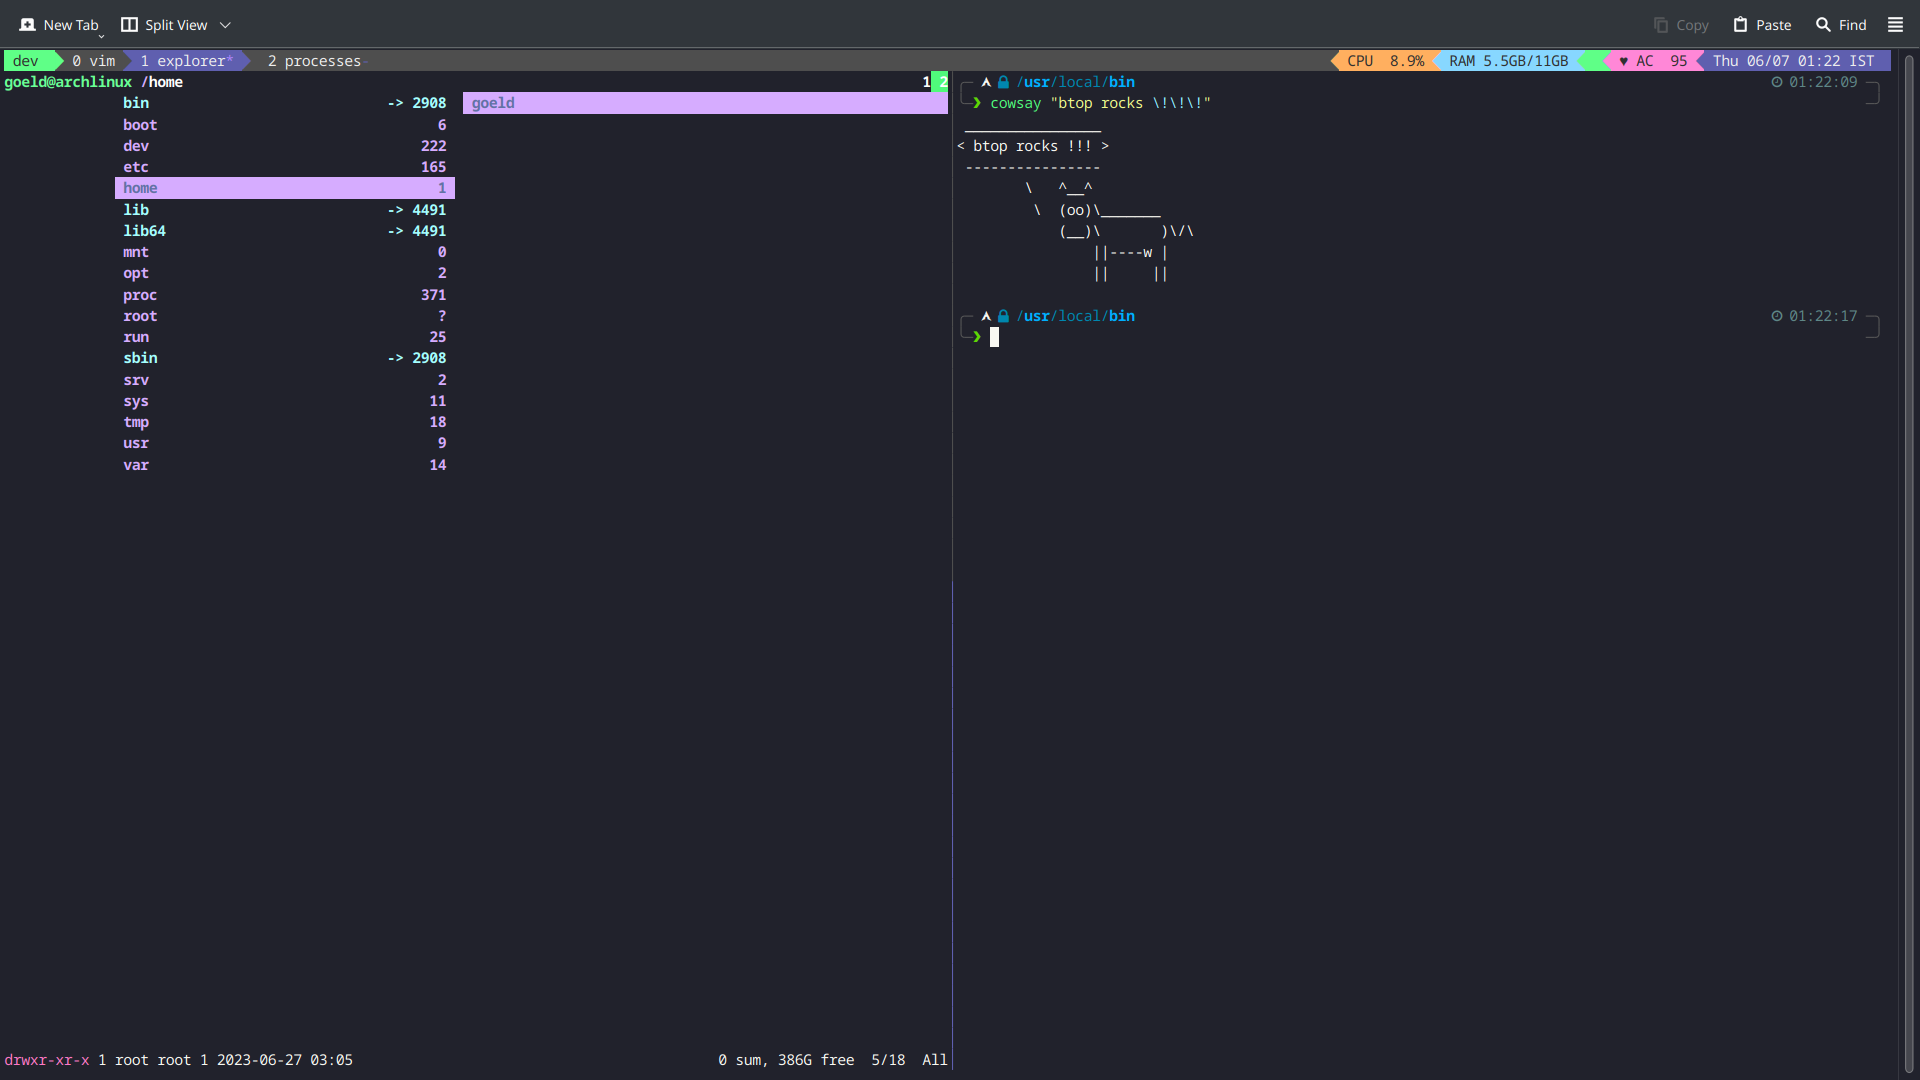 New Tab Split View Copy Paste Find
dev 0 vim 1 explorer* 2 processes- CPU 8.9% RAM 5.5GB/11GB ♥ AC 95 Thu 06/07 01:22 IST
goeld@archlinux /home 1 2
bin -> 2908
boot 6
dev 222
etc 165
home 1
lib -> 4491
lib64 -> 4491
mnt 0
opt 2
proc 371
root ?
run 25
sbin -> 2908
srv 2
sys 11
tmp 18
usr 9
var 14
goeld
drwxr-xr-x 1 root root 1 2023-06-27 03:05 0 sum, 386G free 5/18 All
/usr/local/bin 01:22:09
❯ cowsay "btop rocks \!\!\!"
________________
< btop rocks !!! >
----------------
\   ^__^
\  (oo)\_______
(__)\       )\/\
||----w |
||     ||
/usr/local/bin 01:22:17
❯